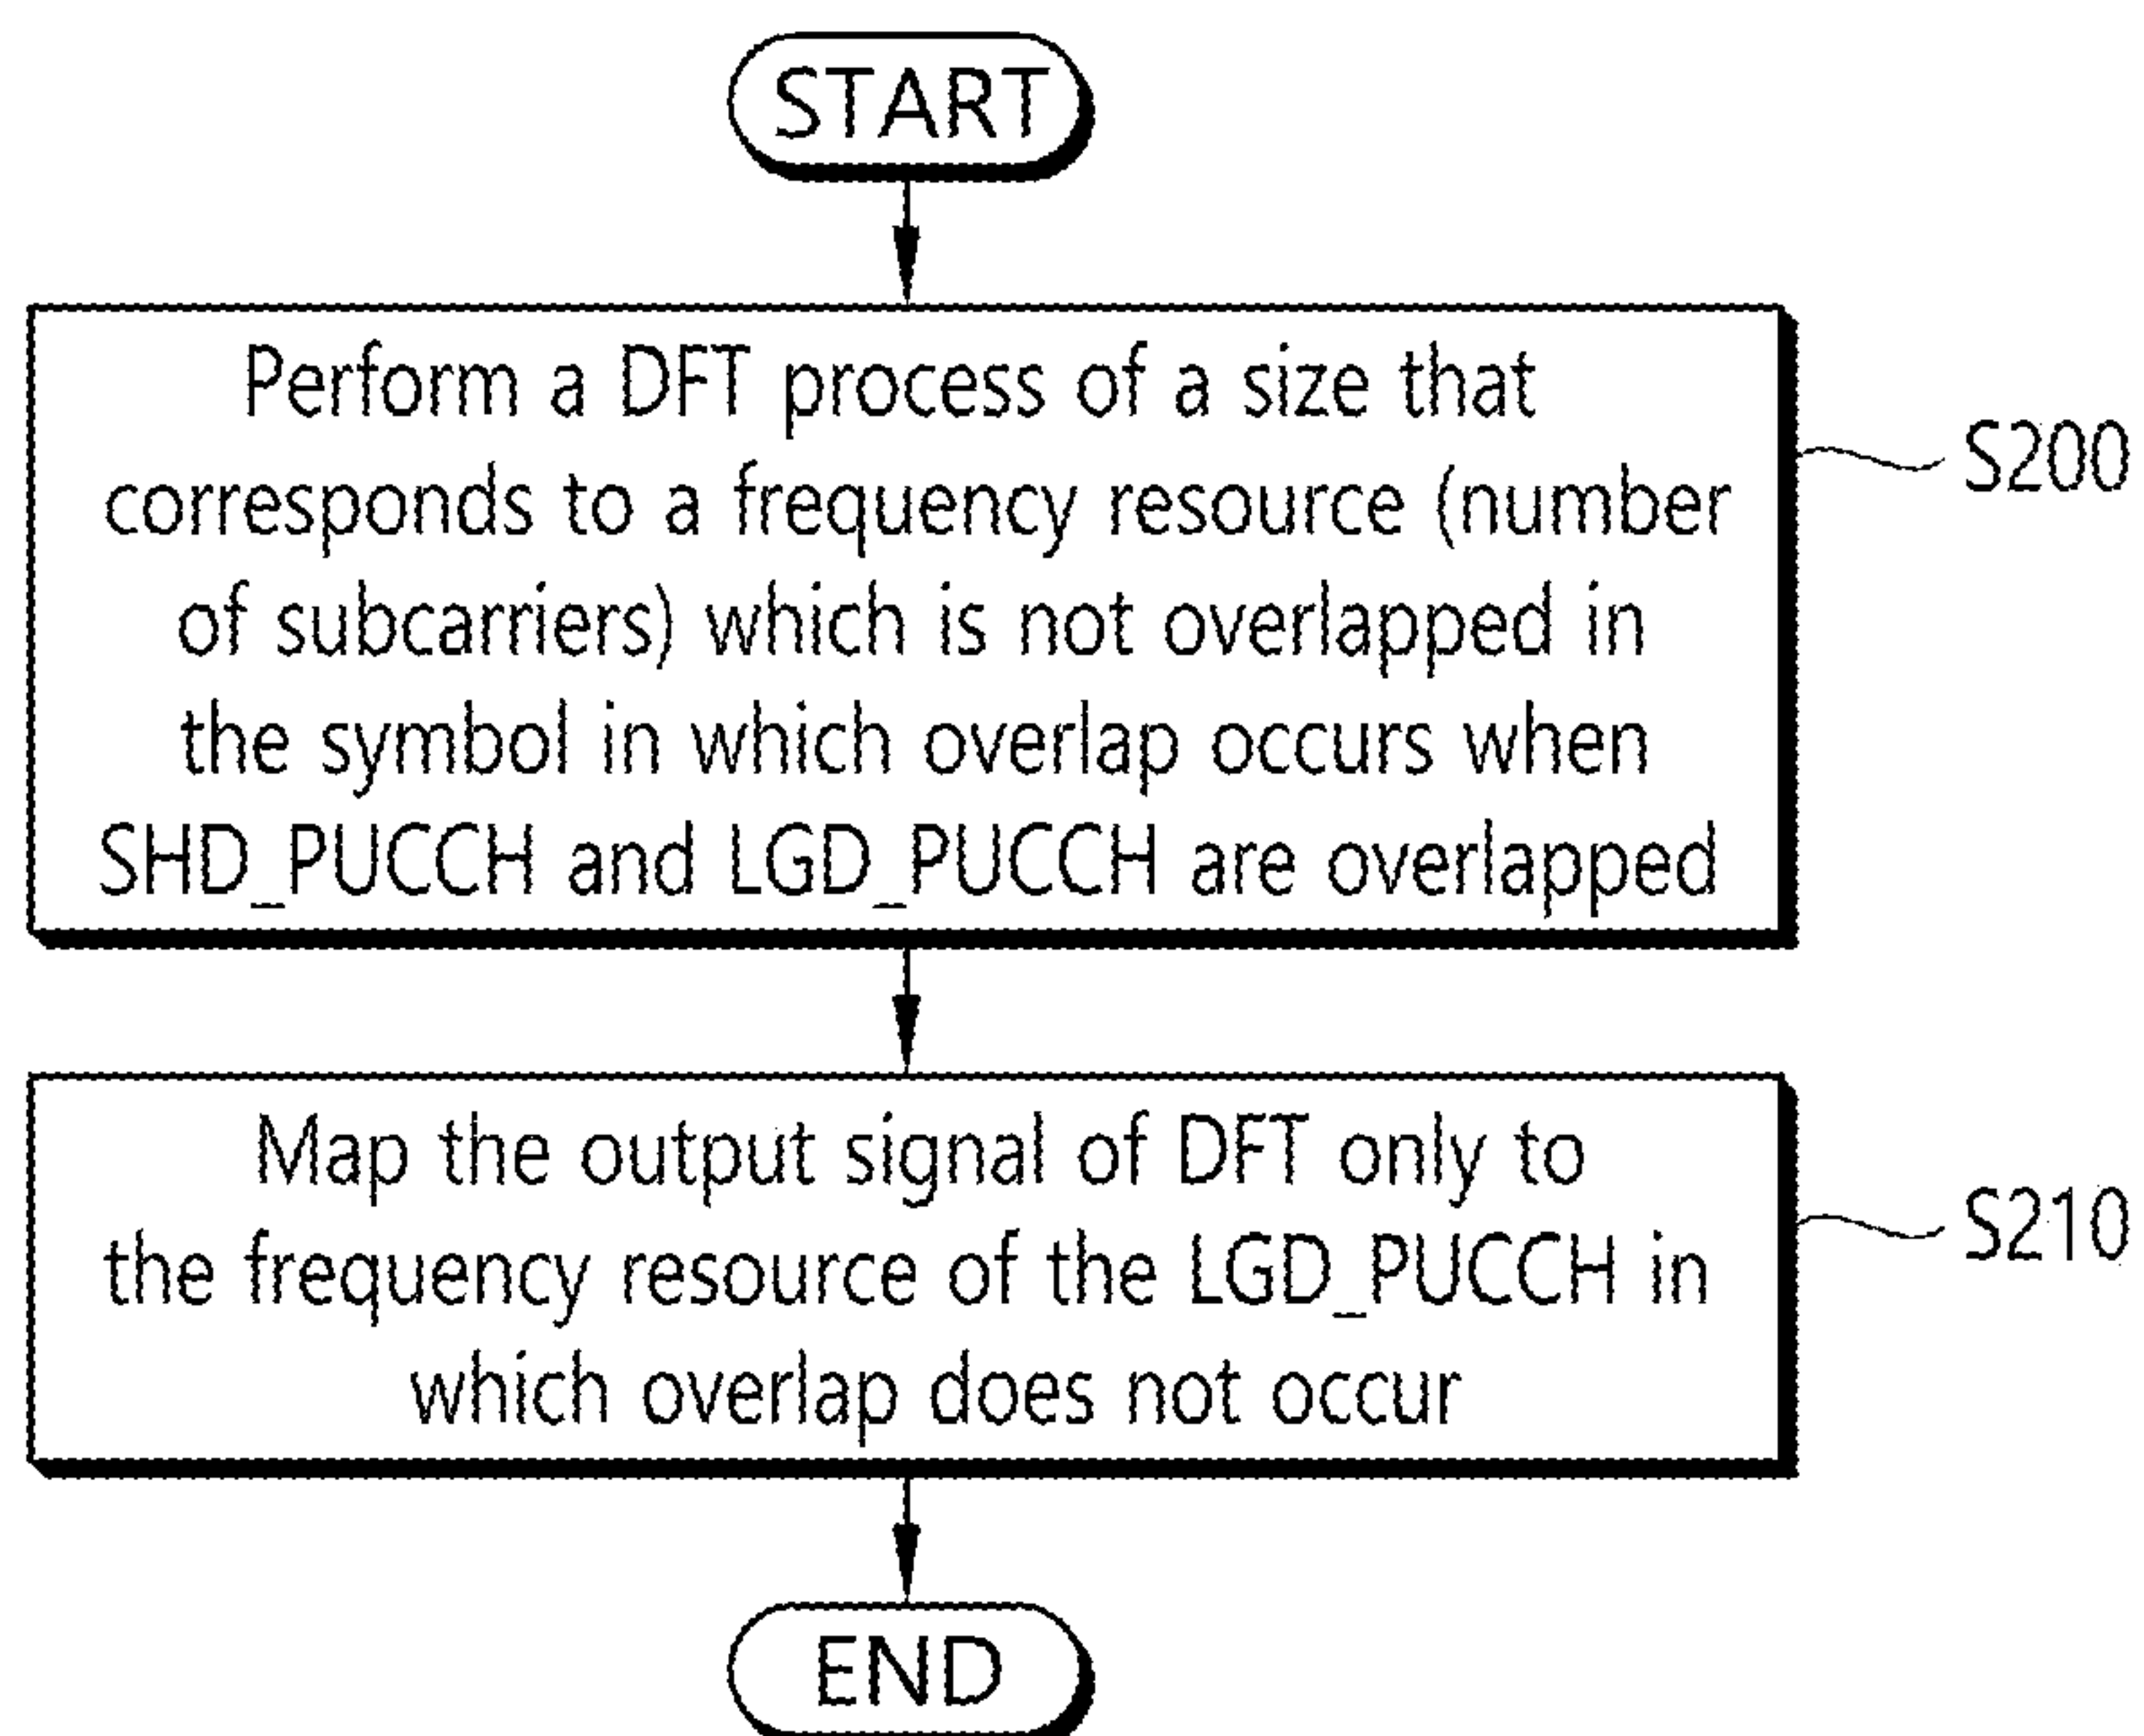 START
Perform a DFT process of a size that
corresponds to a frequency resource (number
of subcarriers) which is not overlapped in
the symbol in which overlap occurs when
SHD_PUCCH and LGD_PUCCH are overlapped
S200
Map the output signal of DFT only to
the frequency resource of the LGD_PUCCH in
which overlap does not occur
S210
END